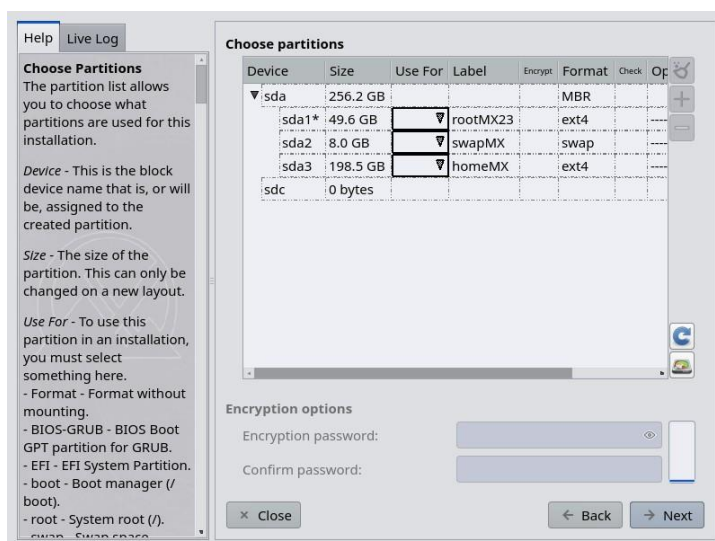 Help Live Log
Choose Partitions
The partition list allows
you to choose what
partitions are used for this
installation.
Device - This is the block
device name that is, or will
be, assigned to the
created partition.
Size - The size of the
partition. This can only be
changed on a new layout.
Use For - To use this
partition in an installation,
you must select
something here.
- Format - Format without
mounting.
- BIOS-GRUB - BIOS Boot
GPT partition for GRUB.
- EFI - EFI System Partition.
- boot - Boot manager (/
boot).
- root - System root (/).
- swap - Swap space
Choose partitions
Device Size Use For Label Encrypt Format Check Op
sda 256.2 GB MBR
sda1* 49.6 GB rootMX23 ext4 ----
sda2 8.0 GB swapMX swap ----
sda3 198.5 GB homeMX ext4 ----
sdc 0 bytes
Encryption options
Encryption password:
Confirm password:
× Close ← Back → Next